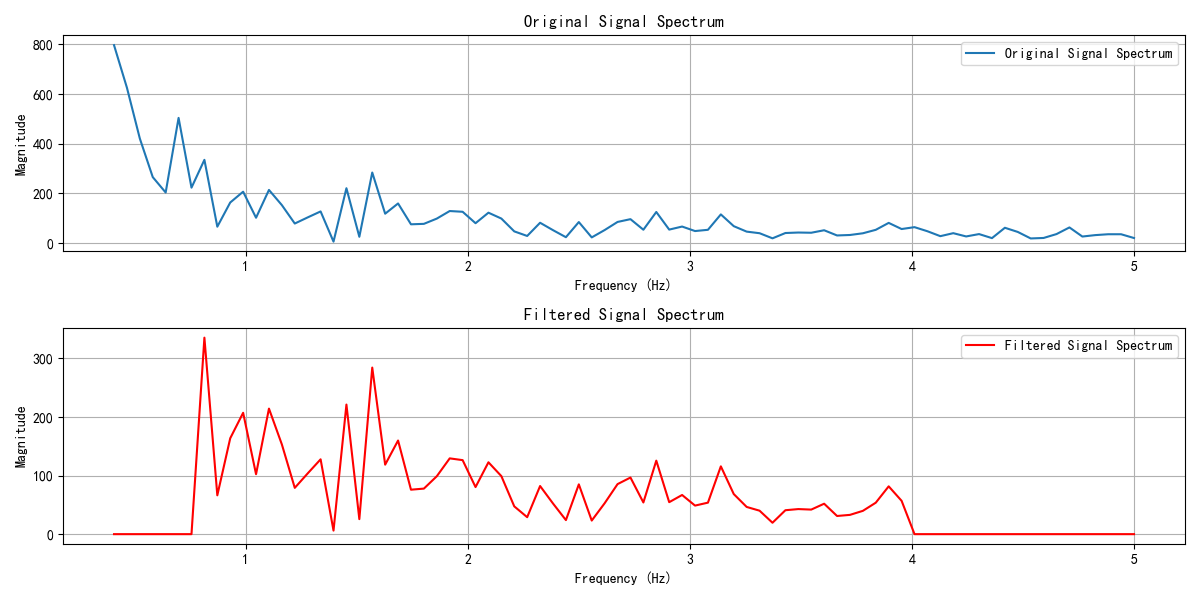 Original Signal Spectrum
800
600
400
200
0
Magnitude
Original Signal Spectrum
1 2 3 4 5
Frequency (Hz)
Filtered Signal Spectrum
300
200
100
0
Magnitude
Filtered Signal Spectrum
1 2 3 4 5
Frequency (Hz)